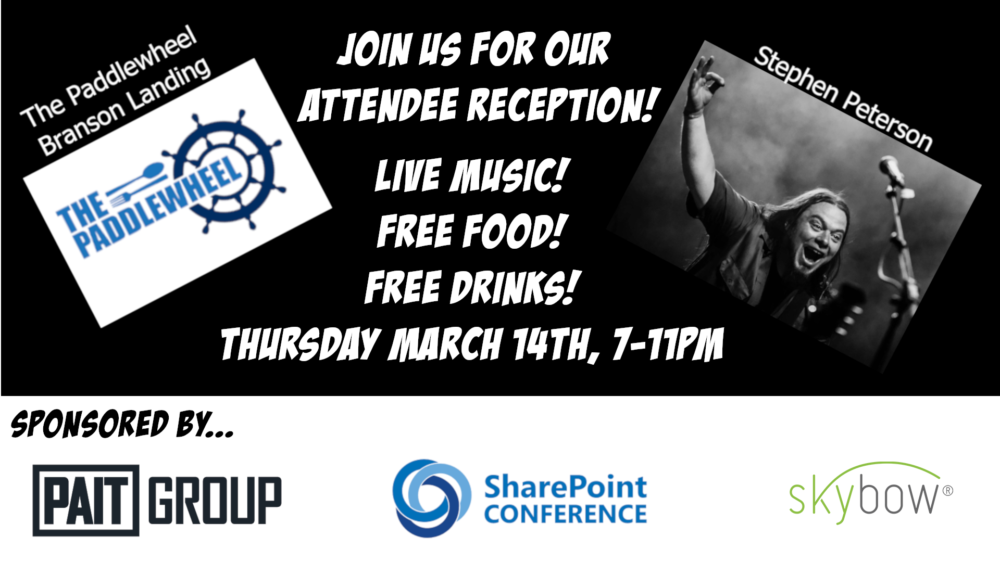 The Paddlewheel
Branson Landing
THE
PADDLEWHEEL
JOIN US FOR OUR
ATTENDEE RECEPTION!
LIVE MUSIC!
FREE FOOD!
FREE DRINKS!
THURSDAY MARCH 14TH, 7-11PM
Stephen Peterson
SPONSORED BY...
PAIT GROUP
SharePoint
CONFERENCE
skybow®